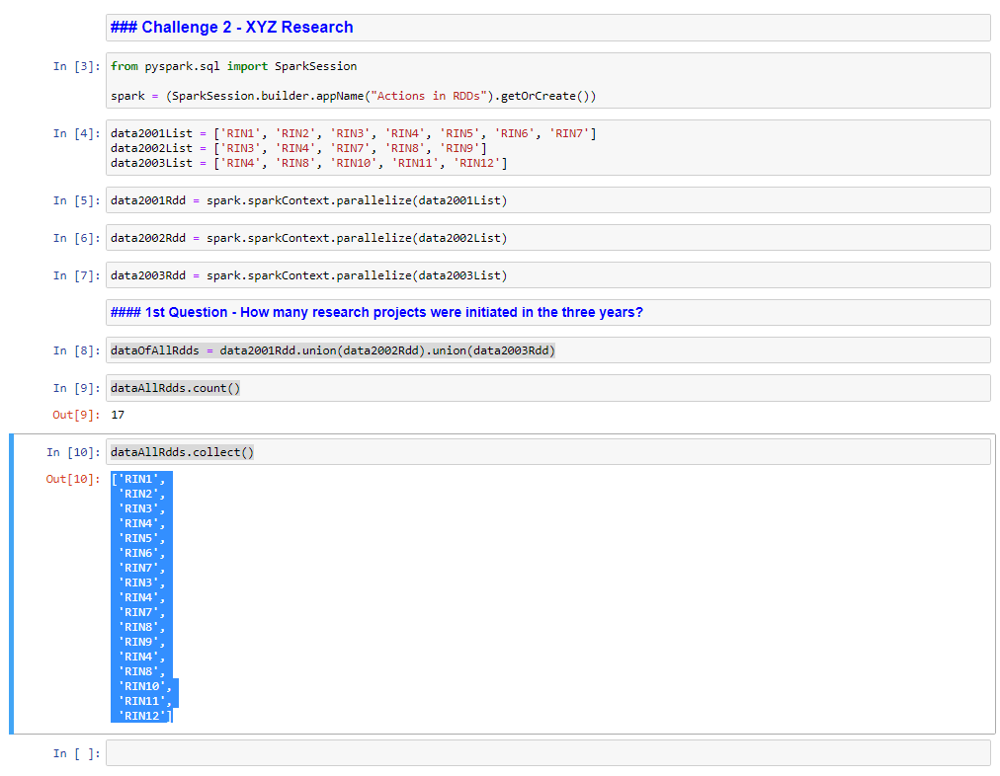 ### Challenge 2 - XYZ Research
In [3]: from pyspark.sql import SparkSession
spark = (SparkSession.builder.appName("Actions in RDDs").getOrCreate())
In [4]: data2001List = ['RIN1', 'RIN2', 'RIN3', 'RIN4', 'RIN5', 'RIN6', 'RIN7']
data2002List = ['RIN3', 'RIN4', 'RIN7', 'RIN8', 'RIN9']
data2003List = ['RIN4', 'RIN8', 'RIN10', 'RIN11', 'RIN12']
In [5]: data2001Rdd = spark.sparkContext.parallelize(data2001List)
In [6]: data2002Rdd = spark.sparkContext.parallelize(data2002List)
In [7]: data2003Rdd = spark.sparkContext.parallelize(data2003List)
#### 1st Question - How many research projects were initiated in the three years?
In [8]: dataOfAllRdds = data2001Rdd.union(data2002Rdd).union(data2003Rdd)
In [9]: dataAllRdds.count()
Out[9]: 17
In [10]: dataAllRdds.collect()
Out[10]: ['RIN1',
'RIN2',
'RIN3',
'RIN4',
'RIN5',
'RIN6',
'RIN7',
'RIN3',
'RIN4',
'RIN7',
'RIN8',
'RIN9',
'RIN4',
'RIN8',
'RIN10',
'RIN11',
'RIN12']
In [ ]: